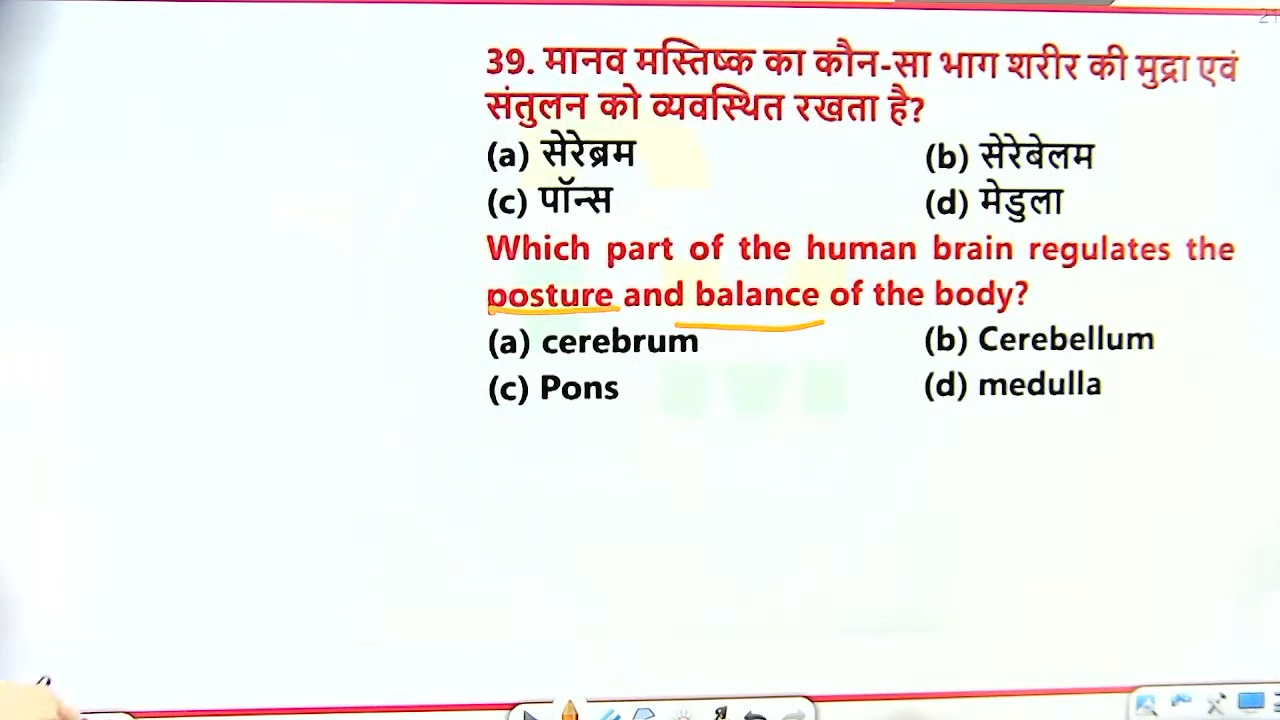 39. मानव मस्तिष्क का कौन-सा भाग शरीर की मुद्रा एवं
संतुलन को व्यवस्थित रखता है?
(a) सेरेब्रम (b) सेरेबेलम
(c) पॉन्स (d) मेडुला
Which part of the human brain regulates the
posture and balance of the body?
(a) cerebrum (b) Cerebellum
(c) Pons (d) medulla